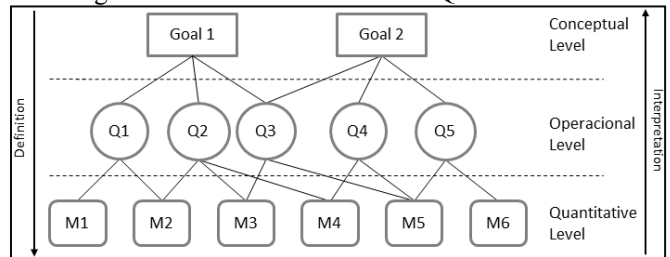 Goal 1
Goal 2
Conceptual
Level
Definition
Q1
Q2
Q3
Q4
Q5
Operacional
Level
Interpretation
M1
M2
M3
M4
M5
M6
Quantitative
Level